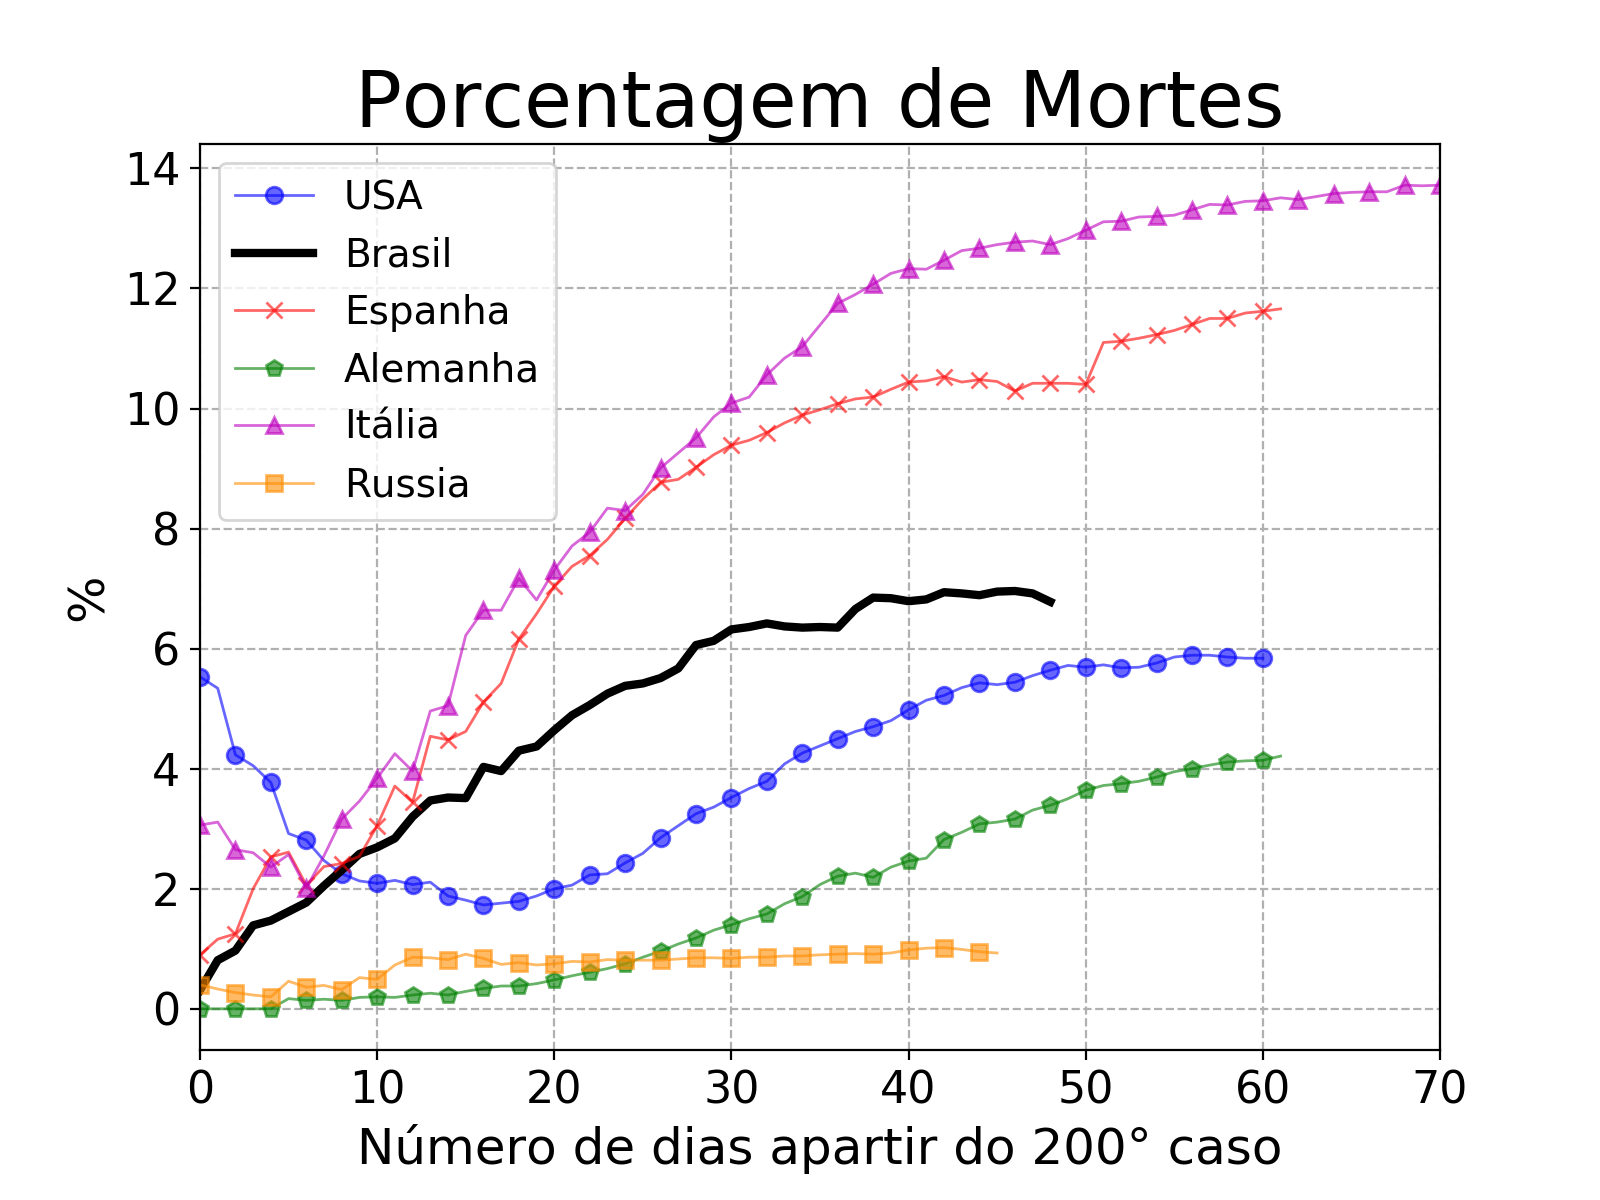 Porcentagem de Mortes
14
12
10
8
6
4
2
0
%
USA
Brasil
Espanha
Alemanha
Itália
Russia
0 10 20 30 40 50 60 70
Número de dias apartir do 200° caso